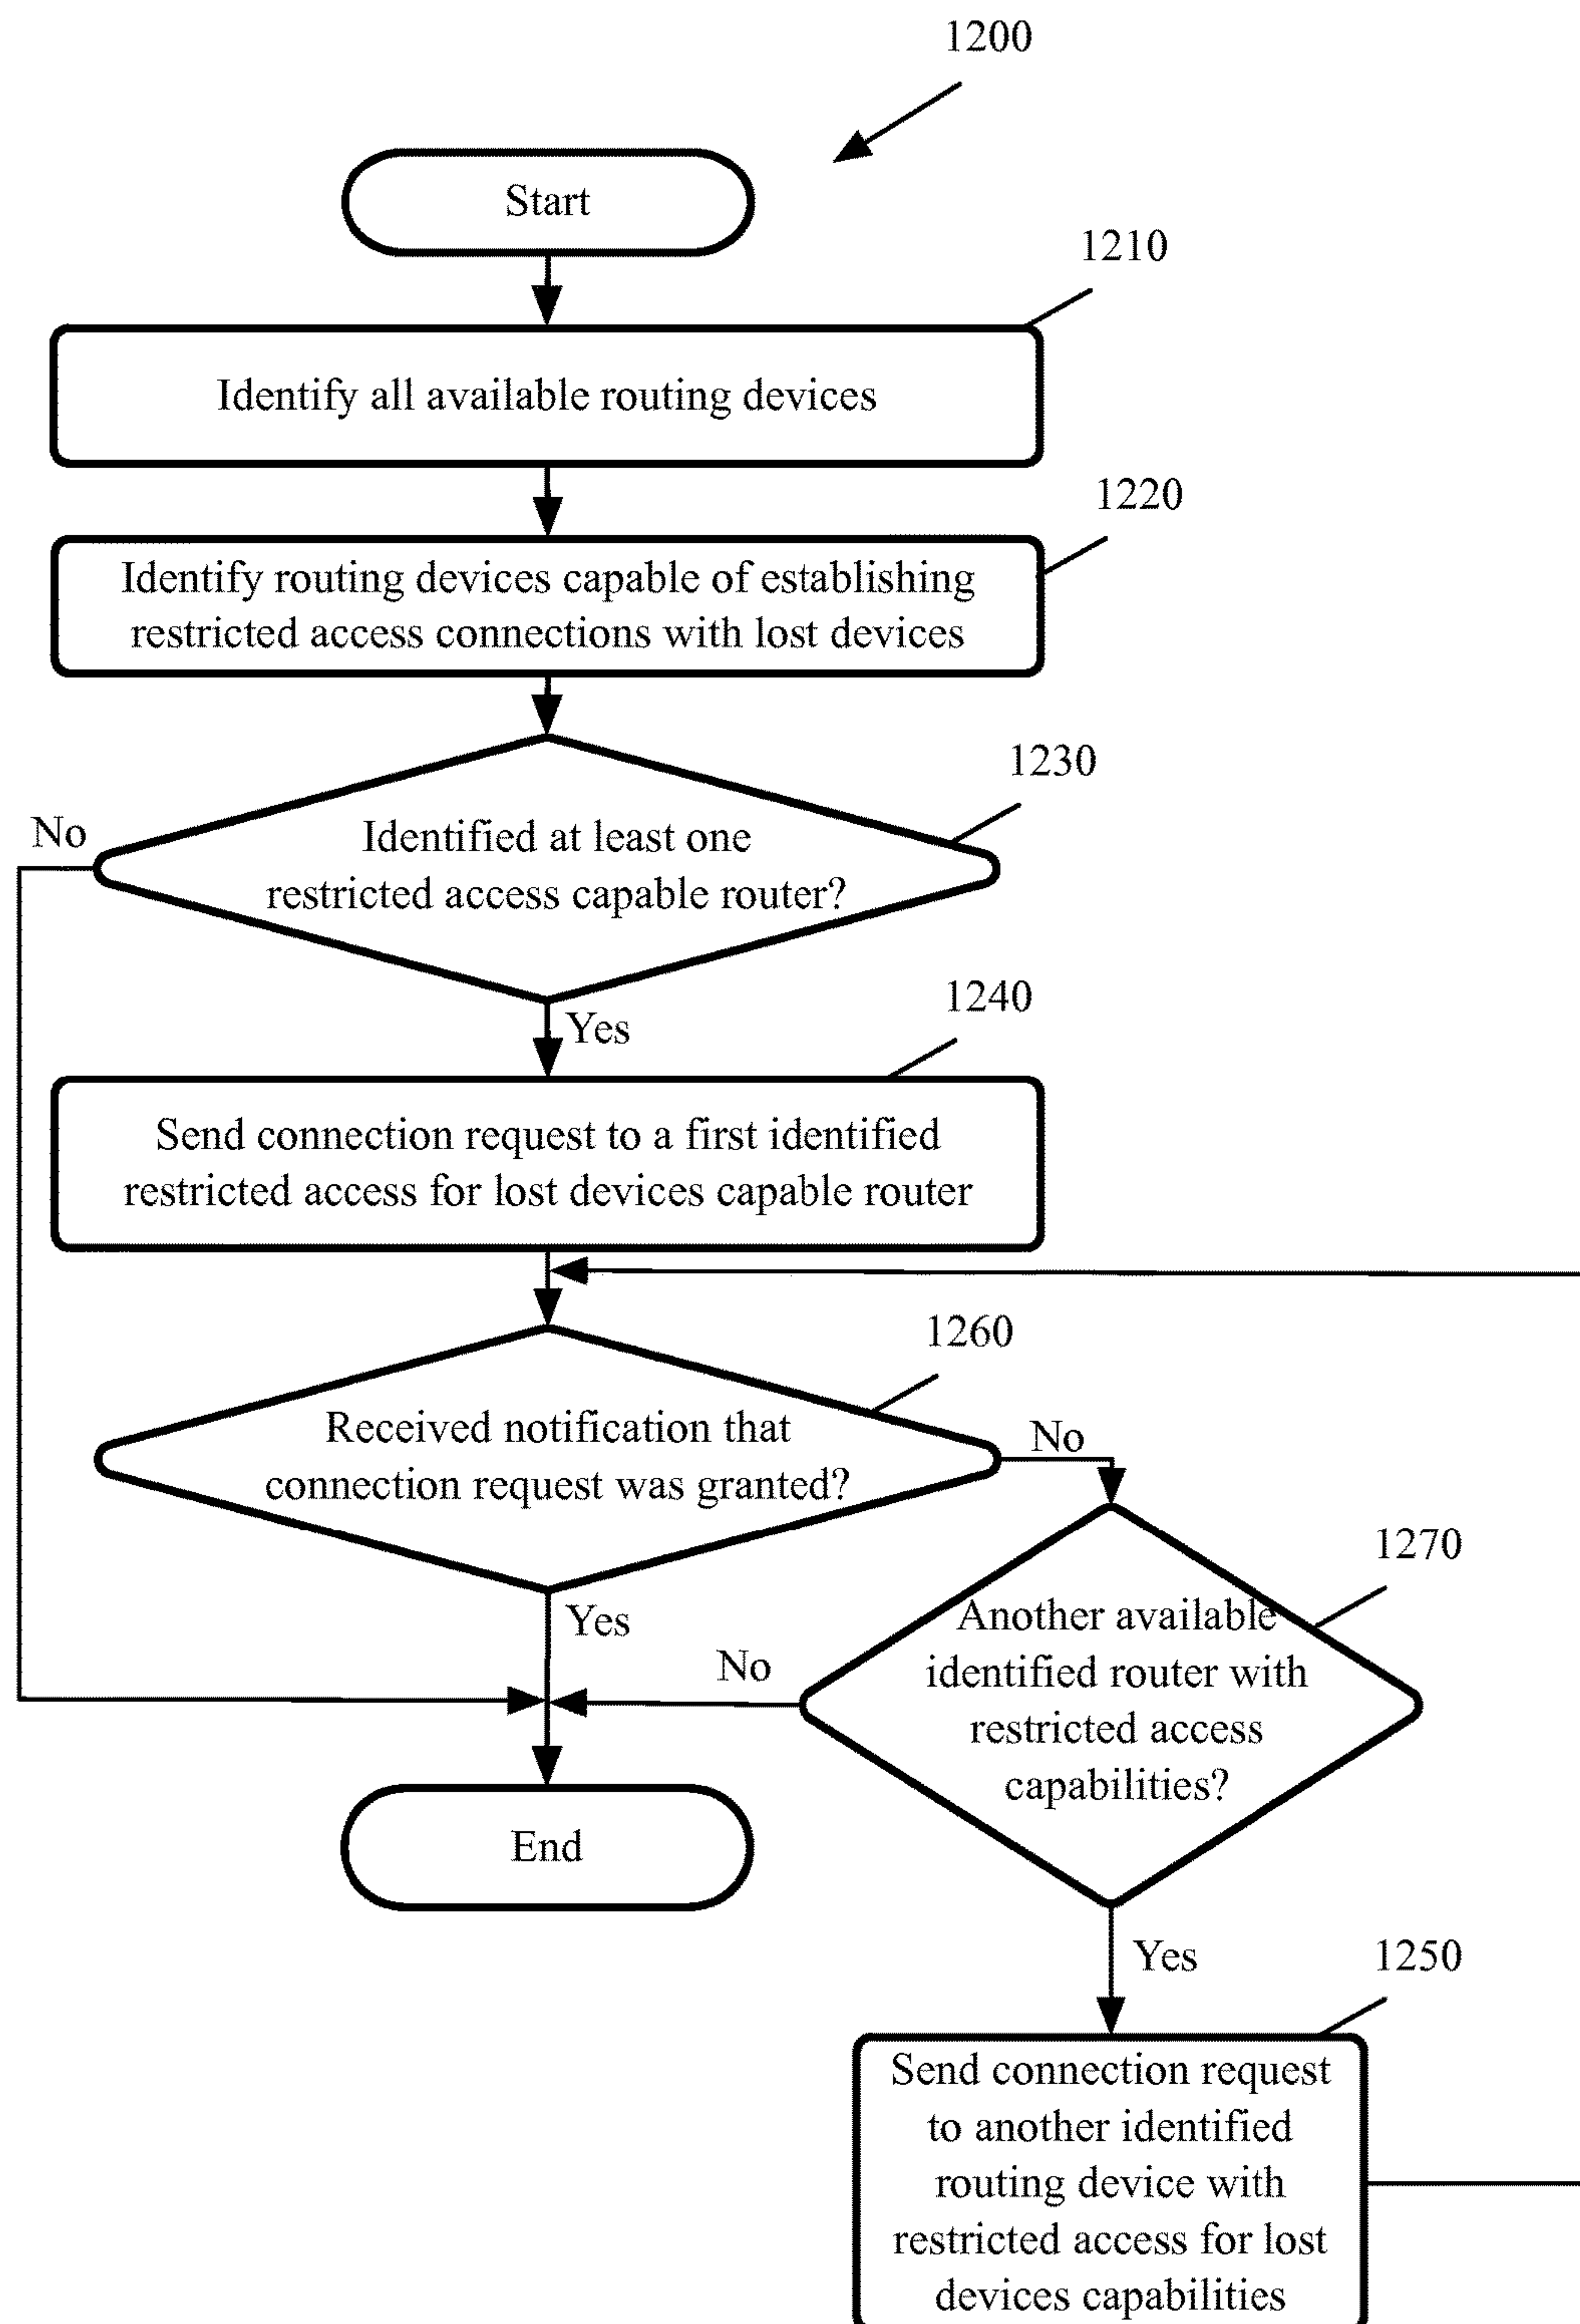 1200
Start
1210
Identify all available routing devices
1220
Identify routing devices capable of establishing
restricted access connections with lost devices
1230
No
Identified at least one
restricted access capable router?
1240
Yes
Send connection request to a first identified
restricted access for lost devices capable router
1260
Received notification that
connection request was granted?
No
1270
Yes
No
Another available
identified router with
restricted access
capabilities?
End
Yes
1250
Send connection request
to another identified
routing device with
restricted access for lost
devices capabilities